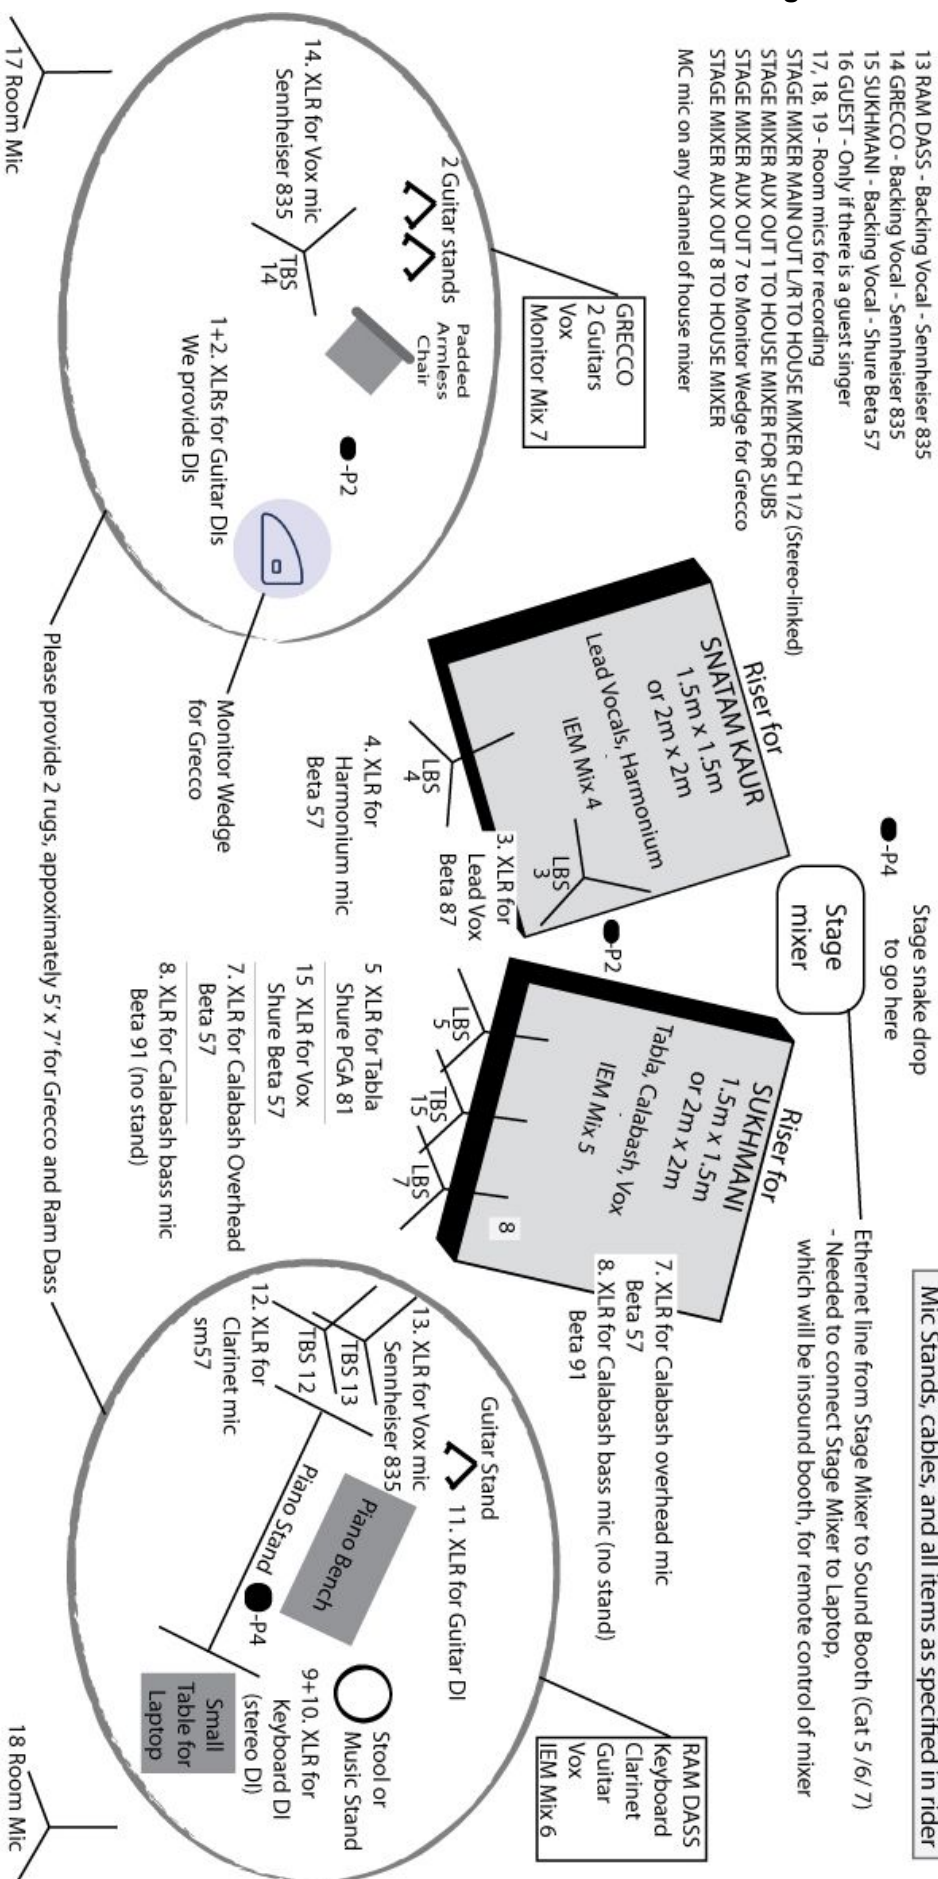 Mic Stands, cables, and all items as specified in rider
13 RAM DASS - Backing Vocal - Sennheiser 835
14 GRECCO - Backing Vocal - Sennheiser 835
15 SUKHMANI - Backing Vocal - Shure Beta 57
16 GUEST - Only if there is a guest singer
17, 18, 19 - Room mics for recording
STAGE MIXER MAIN OUT L/R TO HOUSE MIXER CH 1/2 (Stereo-linked)
STAGE MIXER AUX OUT 1 TO HOUSE MIXER FOR SUBS
STAGE MIXER AUX OUT 7 to Monitor Wedge for Grecco
STAGE MIXER AUX OUT 8 TO HOUSE MIXER
MC mic on any channel of house mixer
Stage snake drop
to go here
-P4
Stage
mixer
Ethernet line from Stage Mixer to Sound Booth (Cat 5 /6/ 7)
- Needed to connect Stage Mixer to Laptop,
which will be insound booth, for remote control of mixer
GRECCO
2 Guitars
Vox
Monitor Mix 7
2 Guitar stands
Padded
Armless
Chair
14. XLR for Vox mic
Sennheiser 835
TBS
14
-P2
1+2. XLRs for Guitar DIs
We provide DIs
Monitor Wedge
for Grecco
17 Room Mic
Riser for
SNATAM KAUR
1.5m x 1.5m
or 2m x 2m
Lead Vocals, Harmonium
IEM Mix 4
LBS
3
3. XLR for
Lead Vox
Beta 87
LBS
4
4. XLR for
Harmonium mic
Beta 57
-P2
Riser for
SUKHMANI
1.5m x 1.5m
or 2m x 2m
Tabla, Calabash, Vox
IEM Mix 5
8
LBS
5
TBS
15
LBS
7
7. XLR for Calabash overhead mic
Beta 57
8. XLR for Calabash bass mic (no stand)
Beta 91
5 XLR for Tabla
Shure PGA 81
15 XLR for Vox
Shure Beta 57
7. XLR for Calabash Overhead
Beta 57
8. XLR for Calabash bass mic
Beta 91 (no stand)
RAM DASS
Keyboard
Clarinet
Guitar
Vox
IEM Mix 6
Guitar Stand
11. XLR for Guitar DI
13. XLR for Vox mic
Sennheiser 835
TBS 13
TBS 12
12. XLR for
Clarinet mic
sm57
Piano Bench
Piano Stand
-P4
Stool or
Music Stand
9+10. XLR for
Keyboard DI
(stereo DI)
Small
Table for
Laptop
Please provide 2 rugs, appoximately 5' x 7' for Grecco and Ram Dass
18 Room Mic